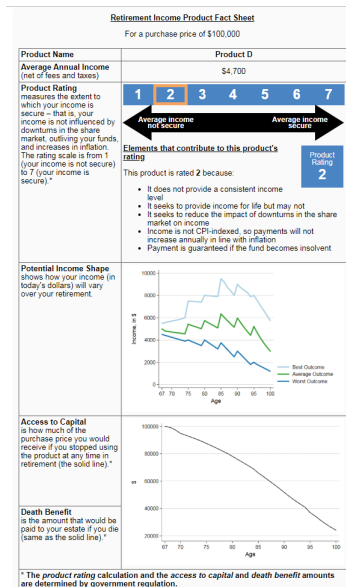 Retirement Income Product Fact Sheet
For a purchase price of $100,000
Product Name
Product D
Average Annual Income
(net of fees and taxes)
$4,700
Product Rating
measures the extent to
which your income is
secure – that is, your
income is not influenced by
downturns in the share
market, outliving your funds,
and increases in inflation.
The rating scale is from 1
(your income is not secure)
to 7 (your income is
secure).*
1 2 3 4 5 6 7
Average income
not secure
Average income
secure
Elements that contribute to this product's
rating
This product is rated 2 because:
• It does not provide a consistent income
level
• It seeks to provide income for life but may not
• It seeks to reduce the impact of downturns in the share
market on income
• Income is not CPI-indexed, so payments will not
increase annually in line with inflation
• Payment is guaranteed if the fund becomes insolvent
Product
Rating
2
Potential Income Shape
shows how your income (in
today's dollars) will vary
over your retirement.
Income, in $
10000
8000
6000
4000
2000
0
67 70 75 80 85 90 95 100
Age
Best Outcome
Average Outcome
Worst Outcome
Access to Capital
is how much of the
purchase price you would
receive if you stopped using
the product at any time in
retirement (the solid line).*
Death Benefit
is the amount that would be
paid to your estate if you die
(same as the solid line).*
$
100000
80000
60000
40000
20000
67 70 75 80 85 90 95 100
Age
* The product rating calculation and the access to capital and death benefit amounts
are determined by government regulation.